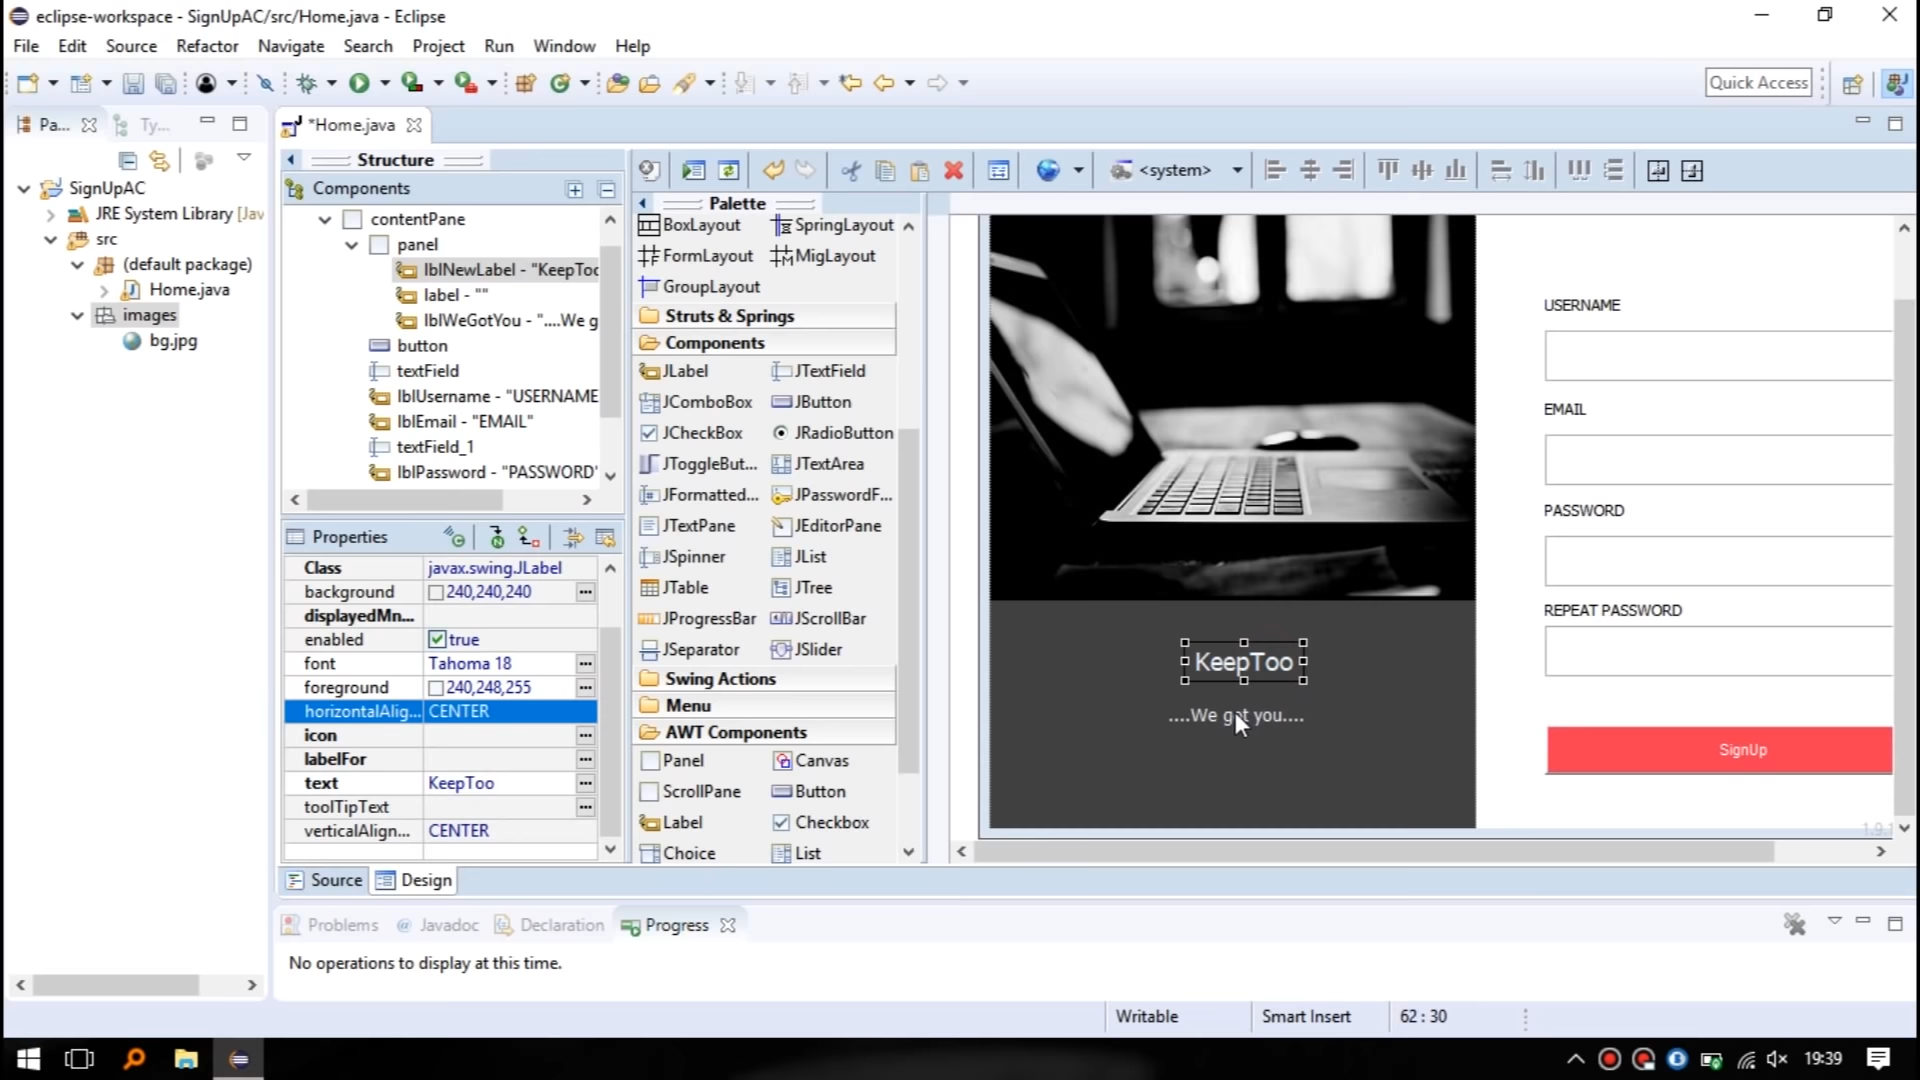 eclipse-workspace - SignUpAC/src/Home.java - Eclipse
File Edit Source Refactor Navigate Search Project Run Window Help
Quick Access
Pa... Ty...
*Home.java
SignUpAC
JRE System Library [Jav
src
(default package)
Home.java
images
bg.jpg
Structure
Components
contentPane
panel
lblNewLabel - "KeepToo
label - ""
lblWeGotYou - "....We g
button
textField
lblUsername - "USERNAME
lblEmail - "EMAIL"
textField_1
lblPassword - "PASSWORD"
Properties
Class javax.swing.JLabel
background 240,240,240
displayedMn...
enabled true
font Tahoma 18
foreground 240,248,255
horizontalAlig... CENTER
icon
labelFor
text KeepToo
toolTipText
verticalAlign... CENTER
<system>
Palette
BoxLayout SpringLayout
FormLayout MigLayout
GroupLayout
Struts & Springs
Components
JLabel JTextField
JComboBox JButton
JCheckBox JRadioButton
JToggleBut... JTextArea
JFormatted... JPasswordF...
JTextPane JEditorPane
JSpinner JList
JTable JTree
JProgressBar JScrollBar
JSeparator JSlider
Swing Actions
Menu
AWT Components
Panel Canvas
ScrollPane Button
Label Checkbox
Choice List
USERNAME
EMAIL
PASSWORD
REPEAT PASSWORD
KeepToo
....We got you....
SignUp
1.9.
Source Design
Problems Javadoc Declaration Progress
No operations to display at this time.
Writable Smart Insert 62 : 30
19:39